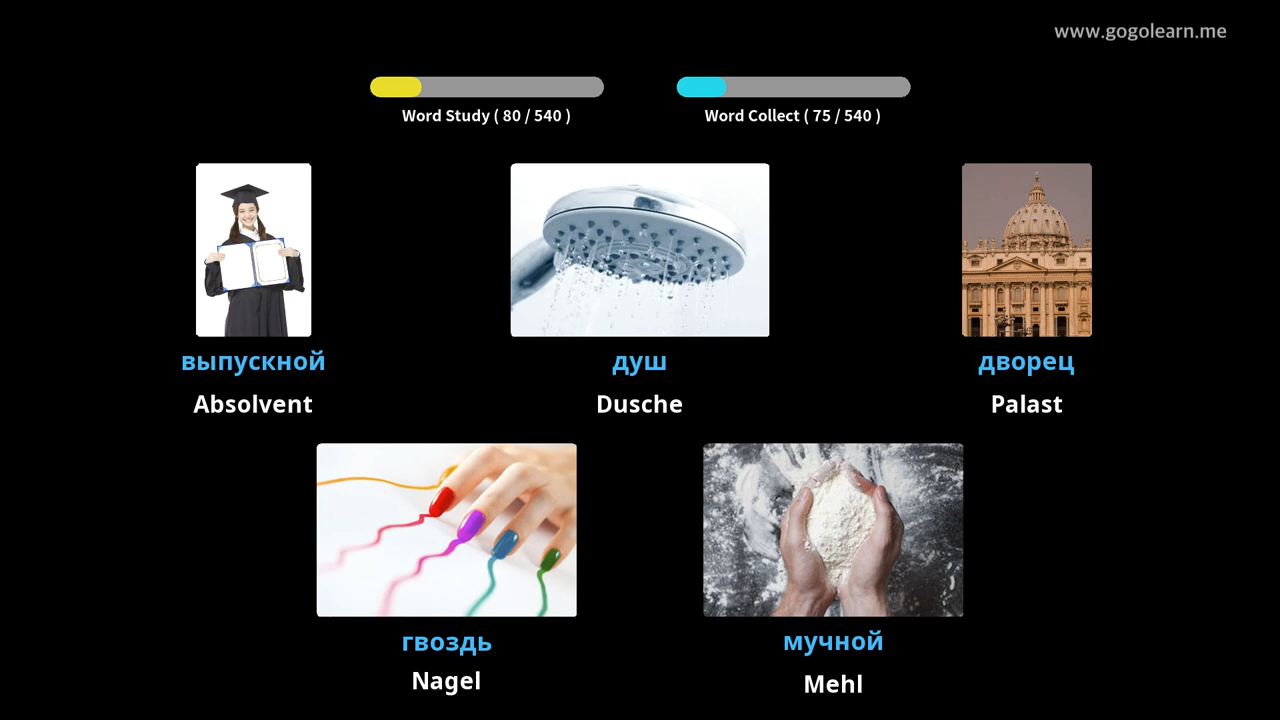 www.gogolearn.me
Word Study ( 80 / 540 )
Word Collect ( 75 / 540 )
выпускной
Absolvent
душ
Dusche
дворец
Palast
гвоздь
Nagel
мучной
Mehl